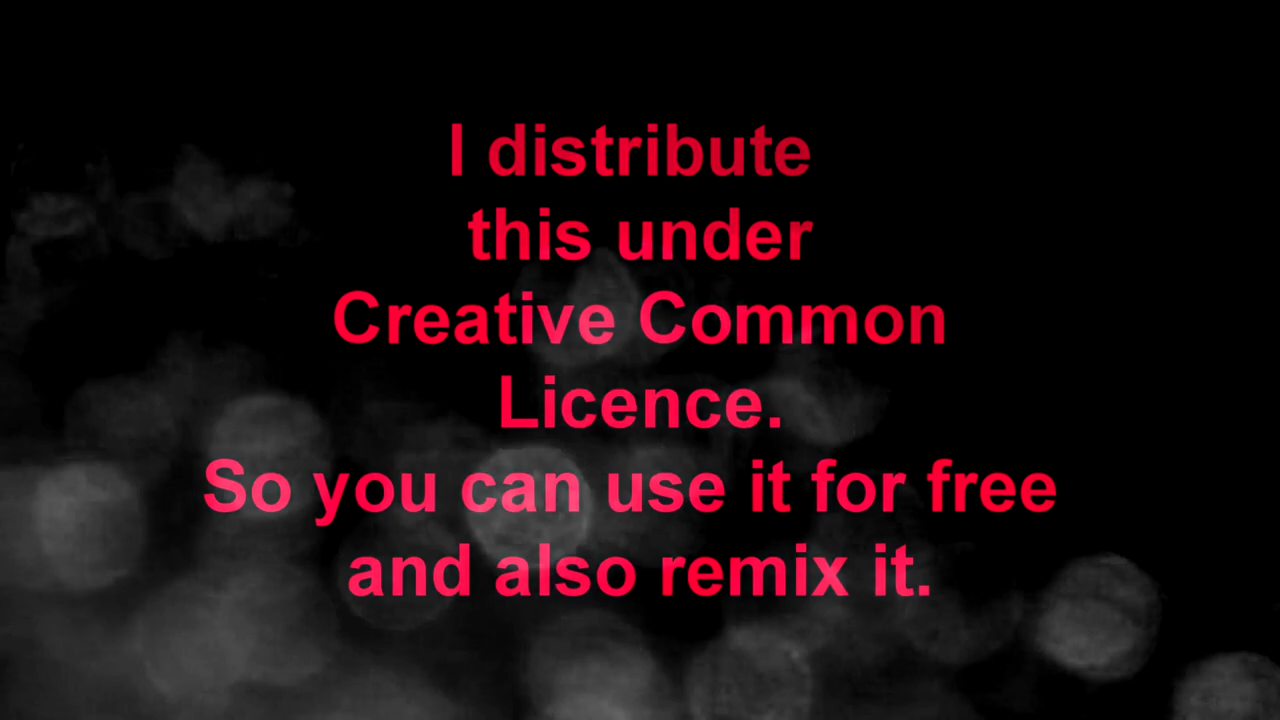 I distribute
this under
Creative Common
Licence.
So you can use it for free
and also remix it.